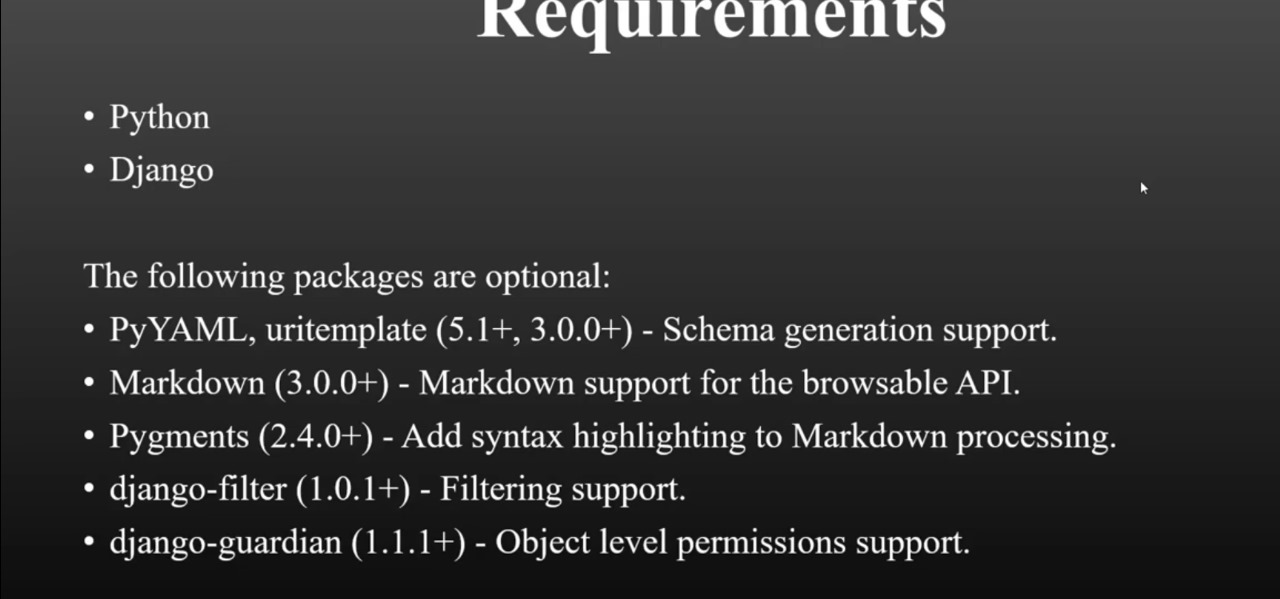 Requirements
• Python
• Django
The following packages are optional:
• PyYAML, uritemplate (5.1+, 3.0.0+) - Schema generation support.
• Markdown (3.0.0+) - Markdown support for the browsable API.
• Pygments (2.4.0+) - Add syntax highlighting to Markdown processing.
• django-filter (1.0.1+) - Filtering support.
• django-guardian (1.1.1+) - Object level permissions support.